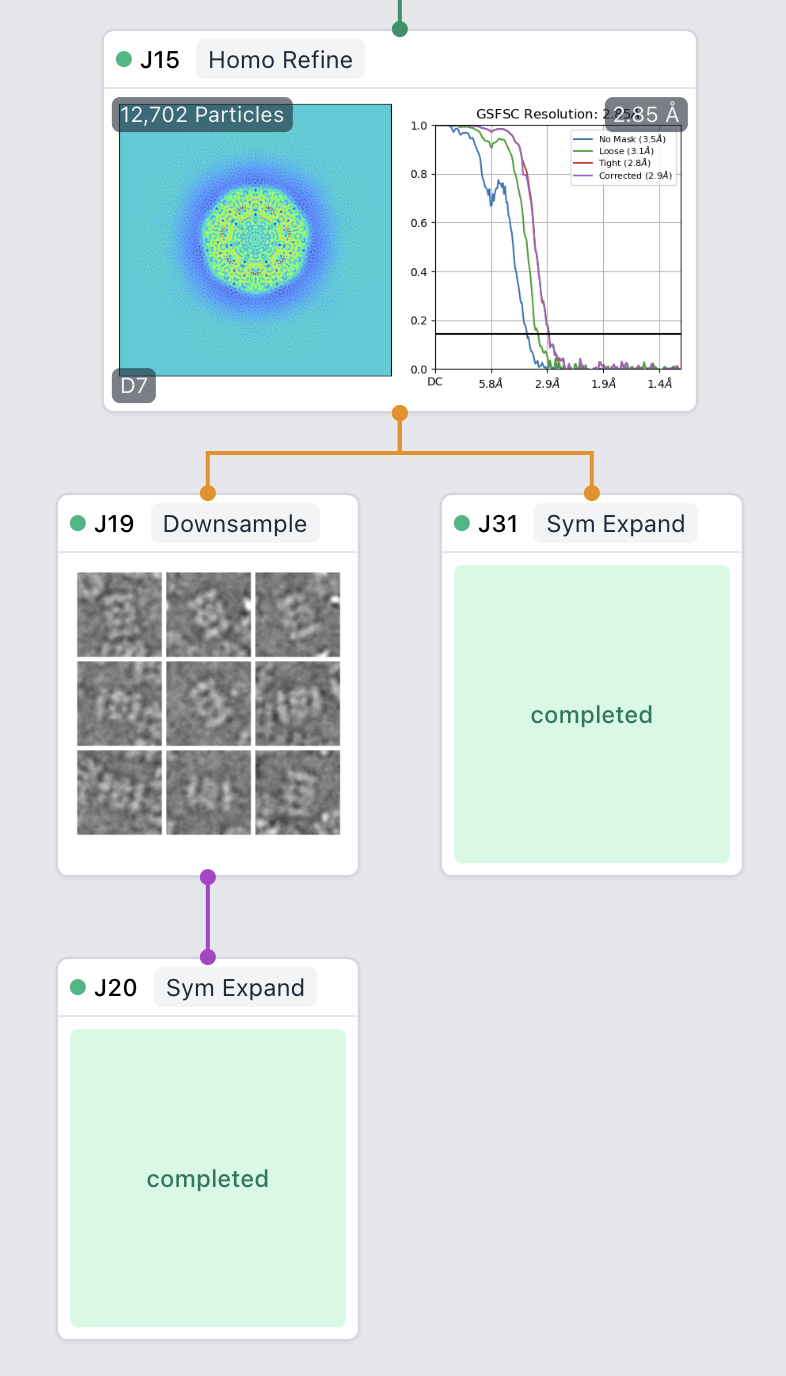 J15 Homo Refine
12,702 Particles
GSFSC Resolution: 2.85Å
2.85 Å
1.0
0.8
0.6
0.4
0.2
0.0
No Mask (3.5Å)
Loose (3.1Å)
Tight (2.8Å)
Corrected (2.9Å)
DC 5.8Å 2.9Å 1.9Å 1.4Å
D7
J19 Downsample
J31 Sym Expand
completed
J20 Sym Expand
completed